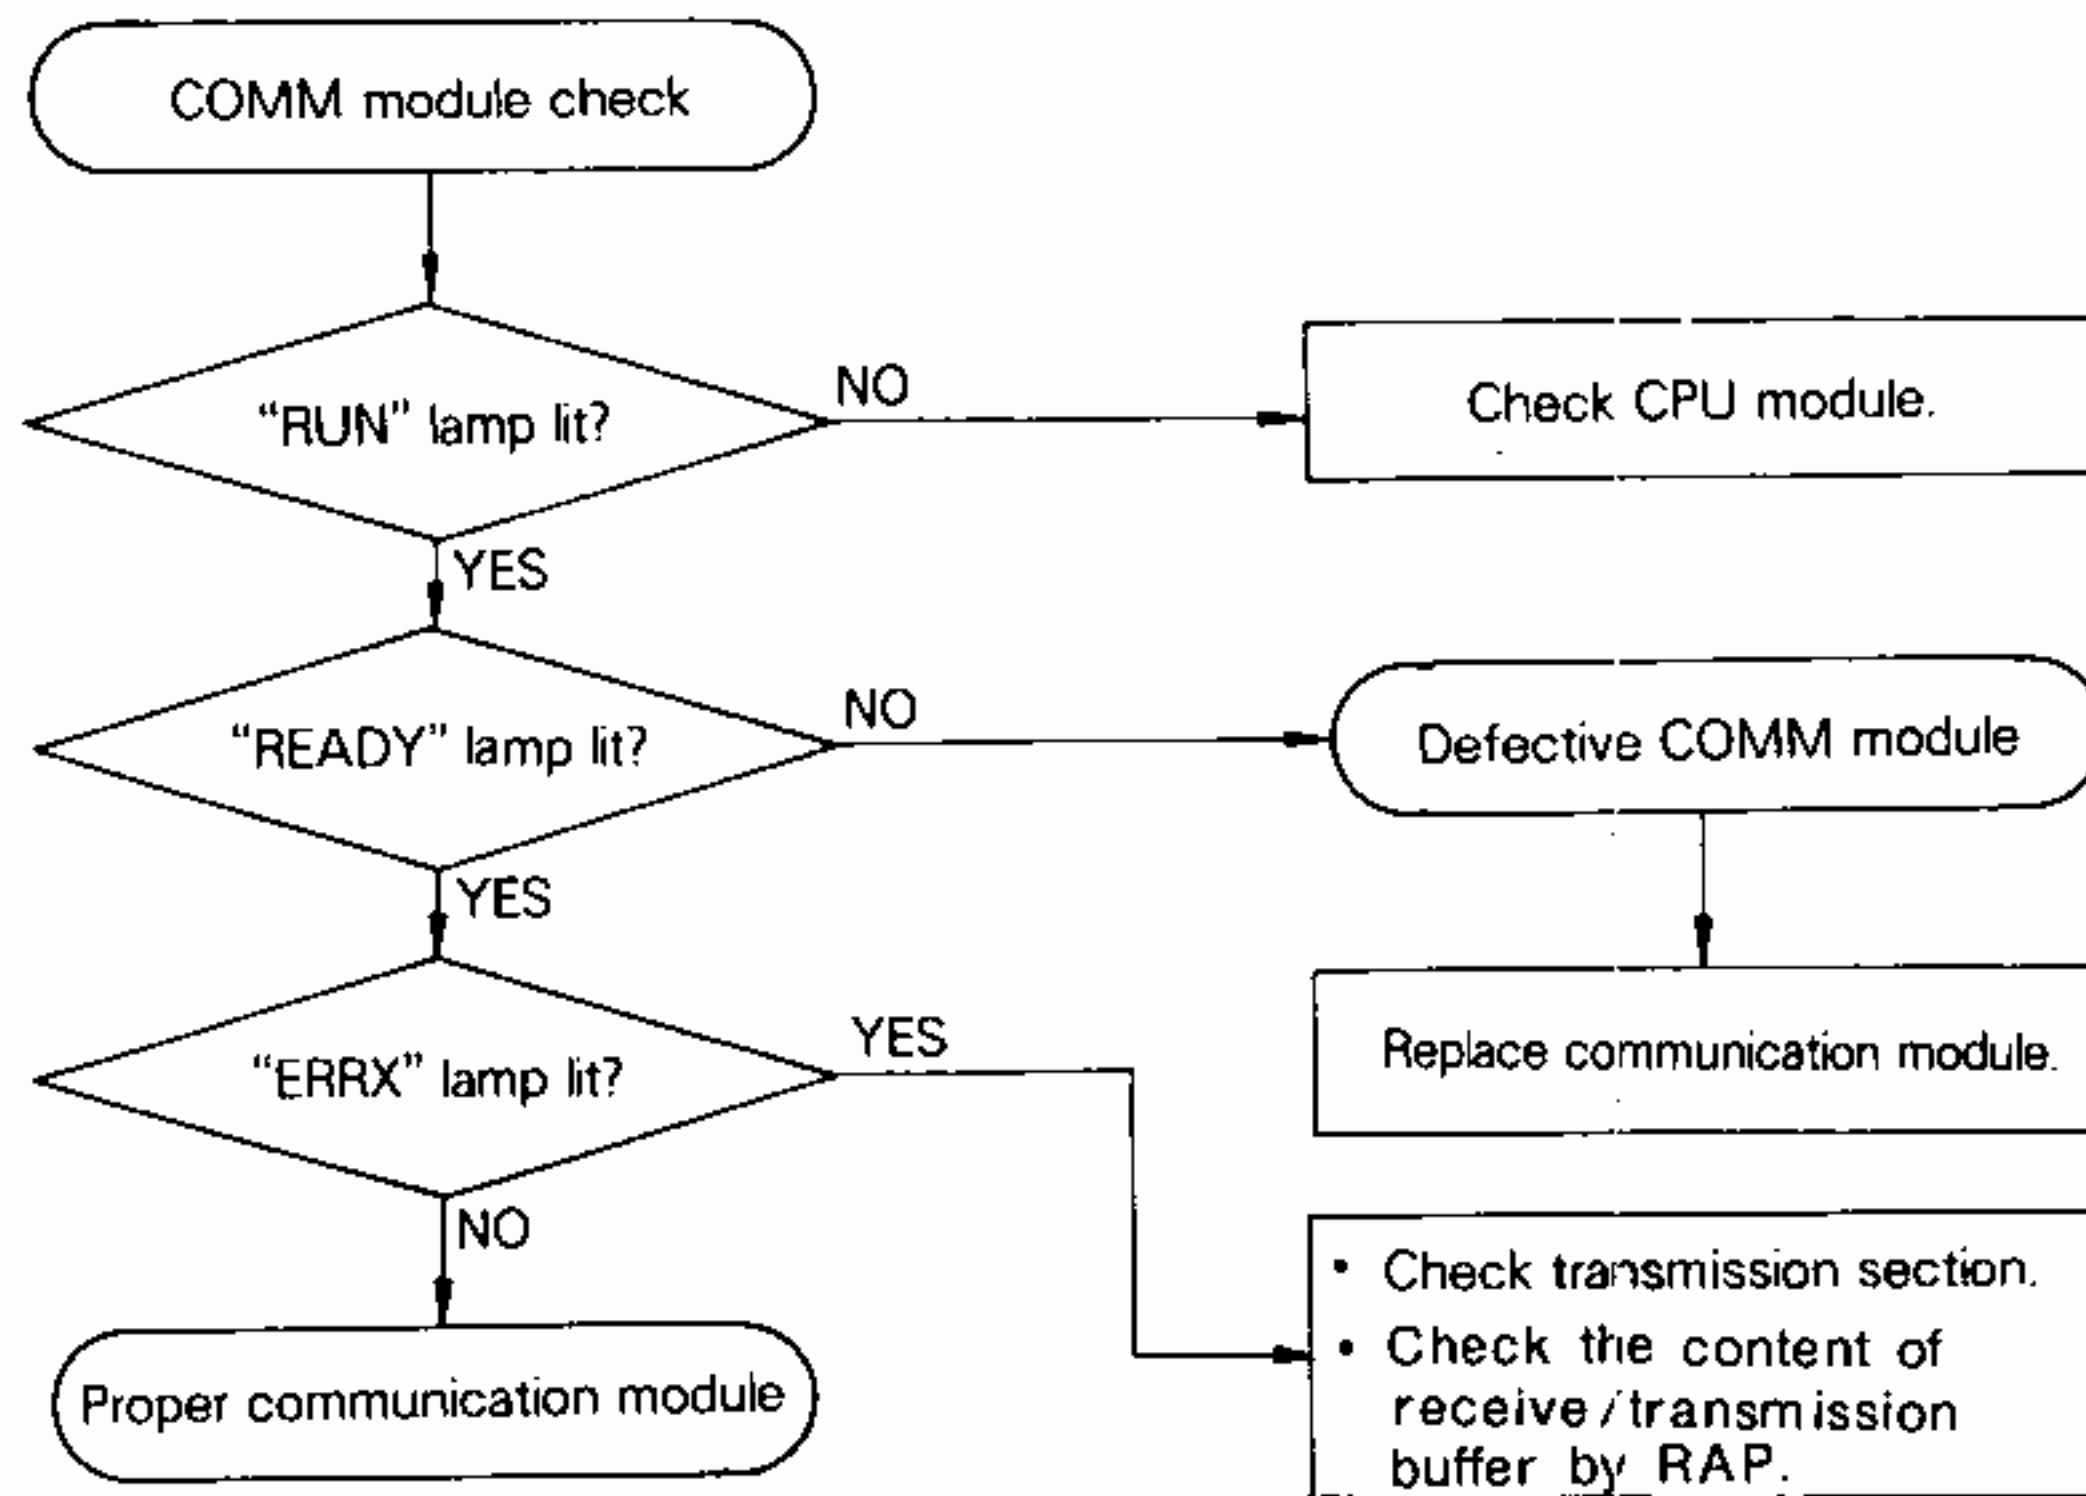 COMM module check
"RUN" lamp lit?
NO
Check CPU module.
YES
"READY" lamp lit?
NO
Defective COMM module
YES
"ERRX" lamp lit?
YES
Replace communication module.
NO
Proper communication module
• Check transmission section.
• Check the content of
receive/transmission
buffer by RAP.